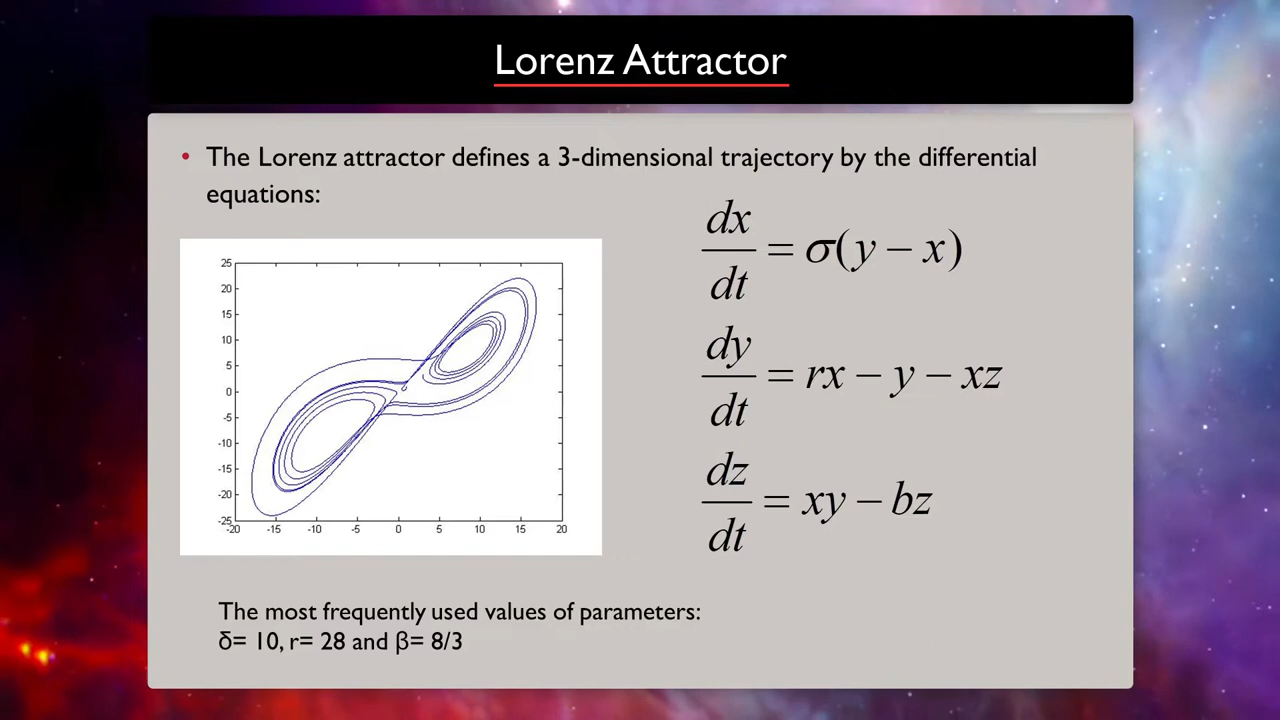 Lorenz Attractor
• The Lorenz attractor defines a 3-dimensional trajectory by the differential
equations:
dx/dt = σ(y − x)
dy/dt = rx − y − xz
dz/dt = xy − bz
25
20
15
10
5
0
-5
-10
-15
-20
-25
-20 -15 -10 -5 0 5 10 15 20
The most frequently used values of parameters:
δ= 10, r= 28 and β= 8/3